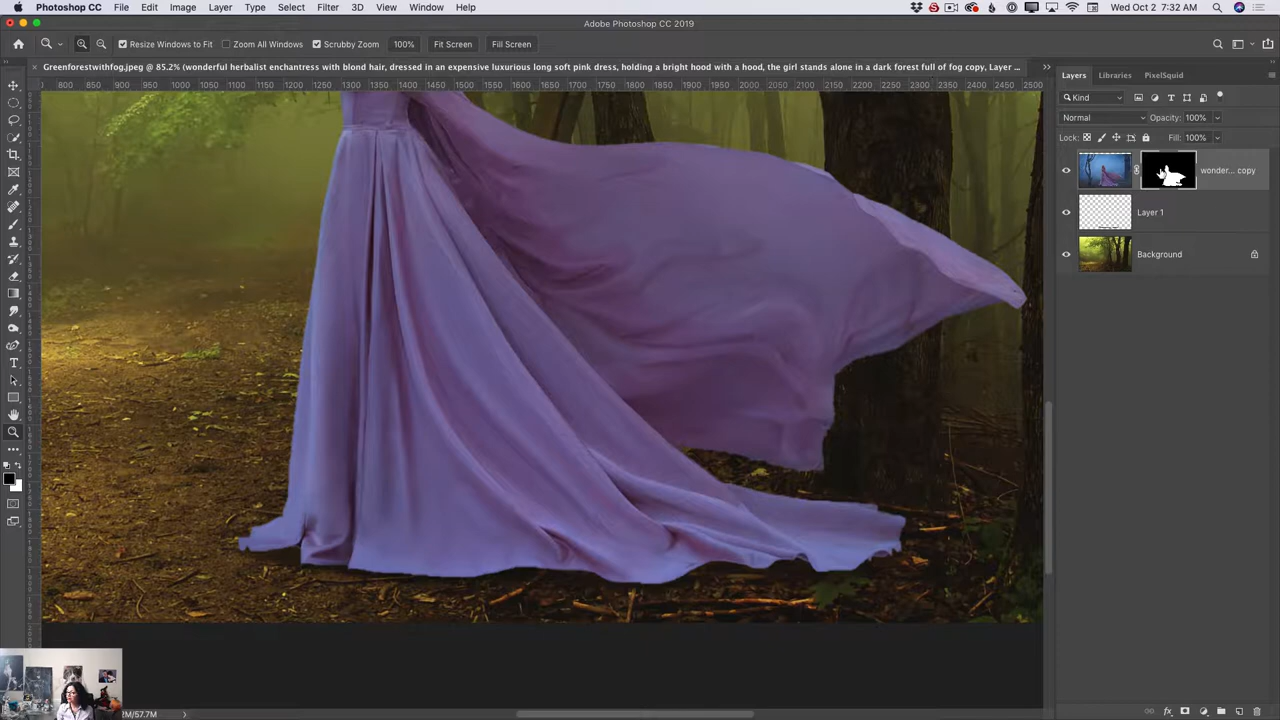 Photoshop CC File Edit Image Layer Type Select Filter 3D View Window Help Wed Oct 2 7:32 AM
Adobe Photoshop CC 2019
Resize Windows to Fit Zoom All Windows Scrubby Zoom 100% Fit Screen Fill Screen
Greenforestwithfog.jpeg @ 85.2% (wonderful herbalist enchantress with blond hair, dressed in an expensive luxurious long soft pink dress, holding a bright hood with a hood, the girl stands alone in a dark forest full of fog copy, Layer ...
800 850 900 950 1000 1050 1100 1150 1200 1250 1300 1350 1400 1450 1500 1550 1600 1650 1700 1750 1800 1850 1900 1950 2000 2050 2100 2150 2200 2250 2300 2350 2400 2450 2500
Layers Libraries PixelSquid
Kind
Normal Opacity: 100%
Lock: Fill: 100%
wonder... copy
Layer 1
Background
2M/57.7M